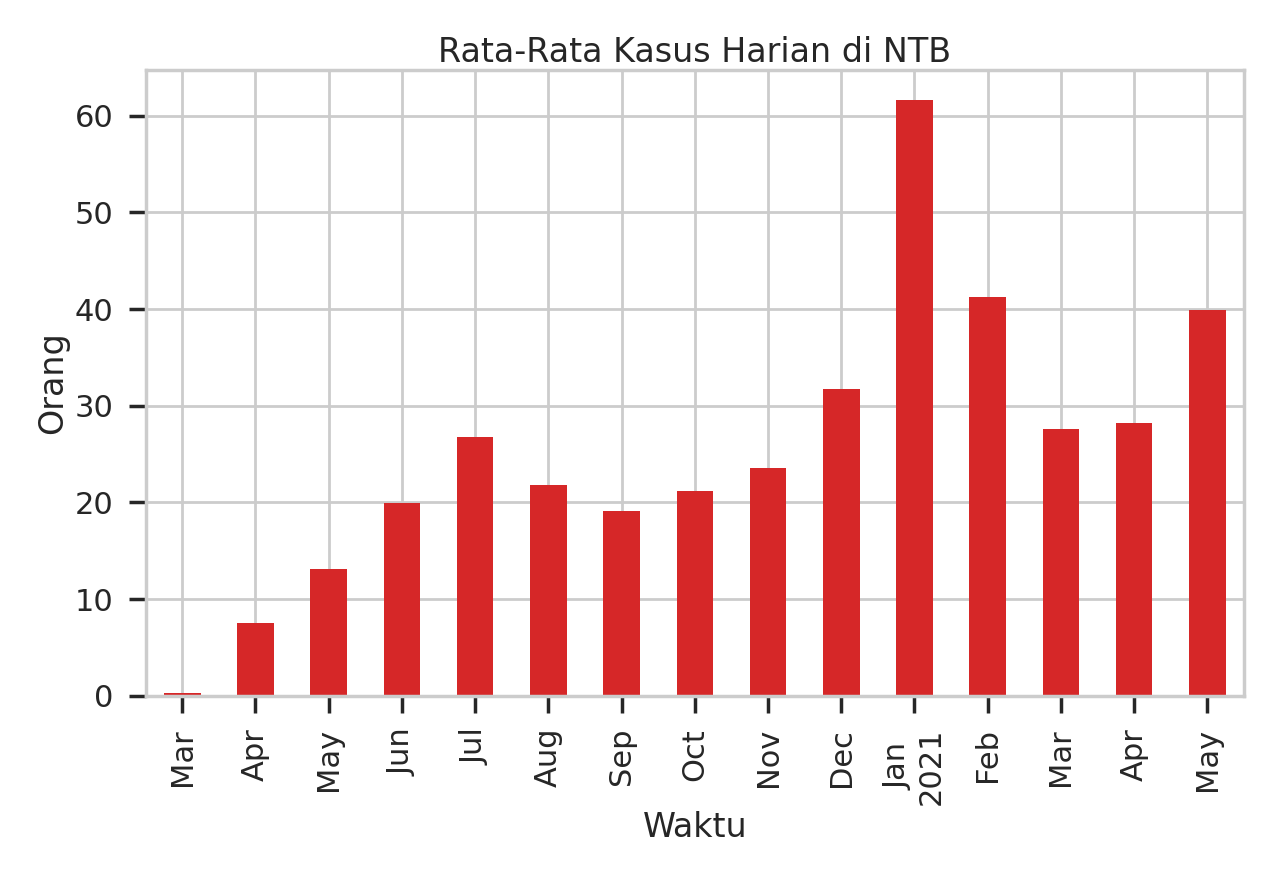 Rata-Rata Kasus Harian di NTB
60
50
40
30
20
10
0
Orang
Mar
Apr
May
Jun
Jul
Aug
Sep
Oct
Nov
Dec
Jan
2021
Feb
Mar
Apr
May
Waktu